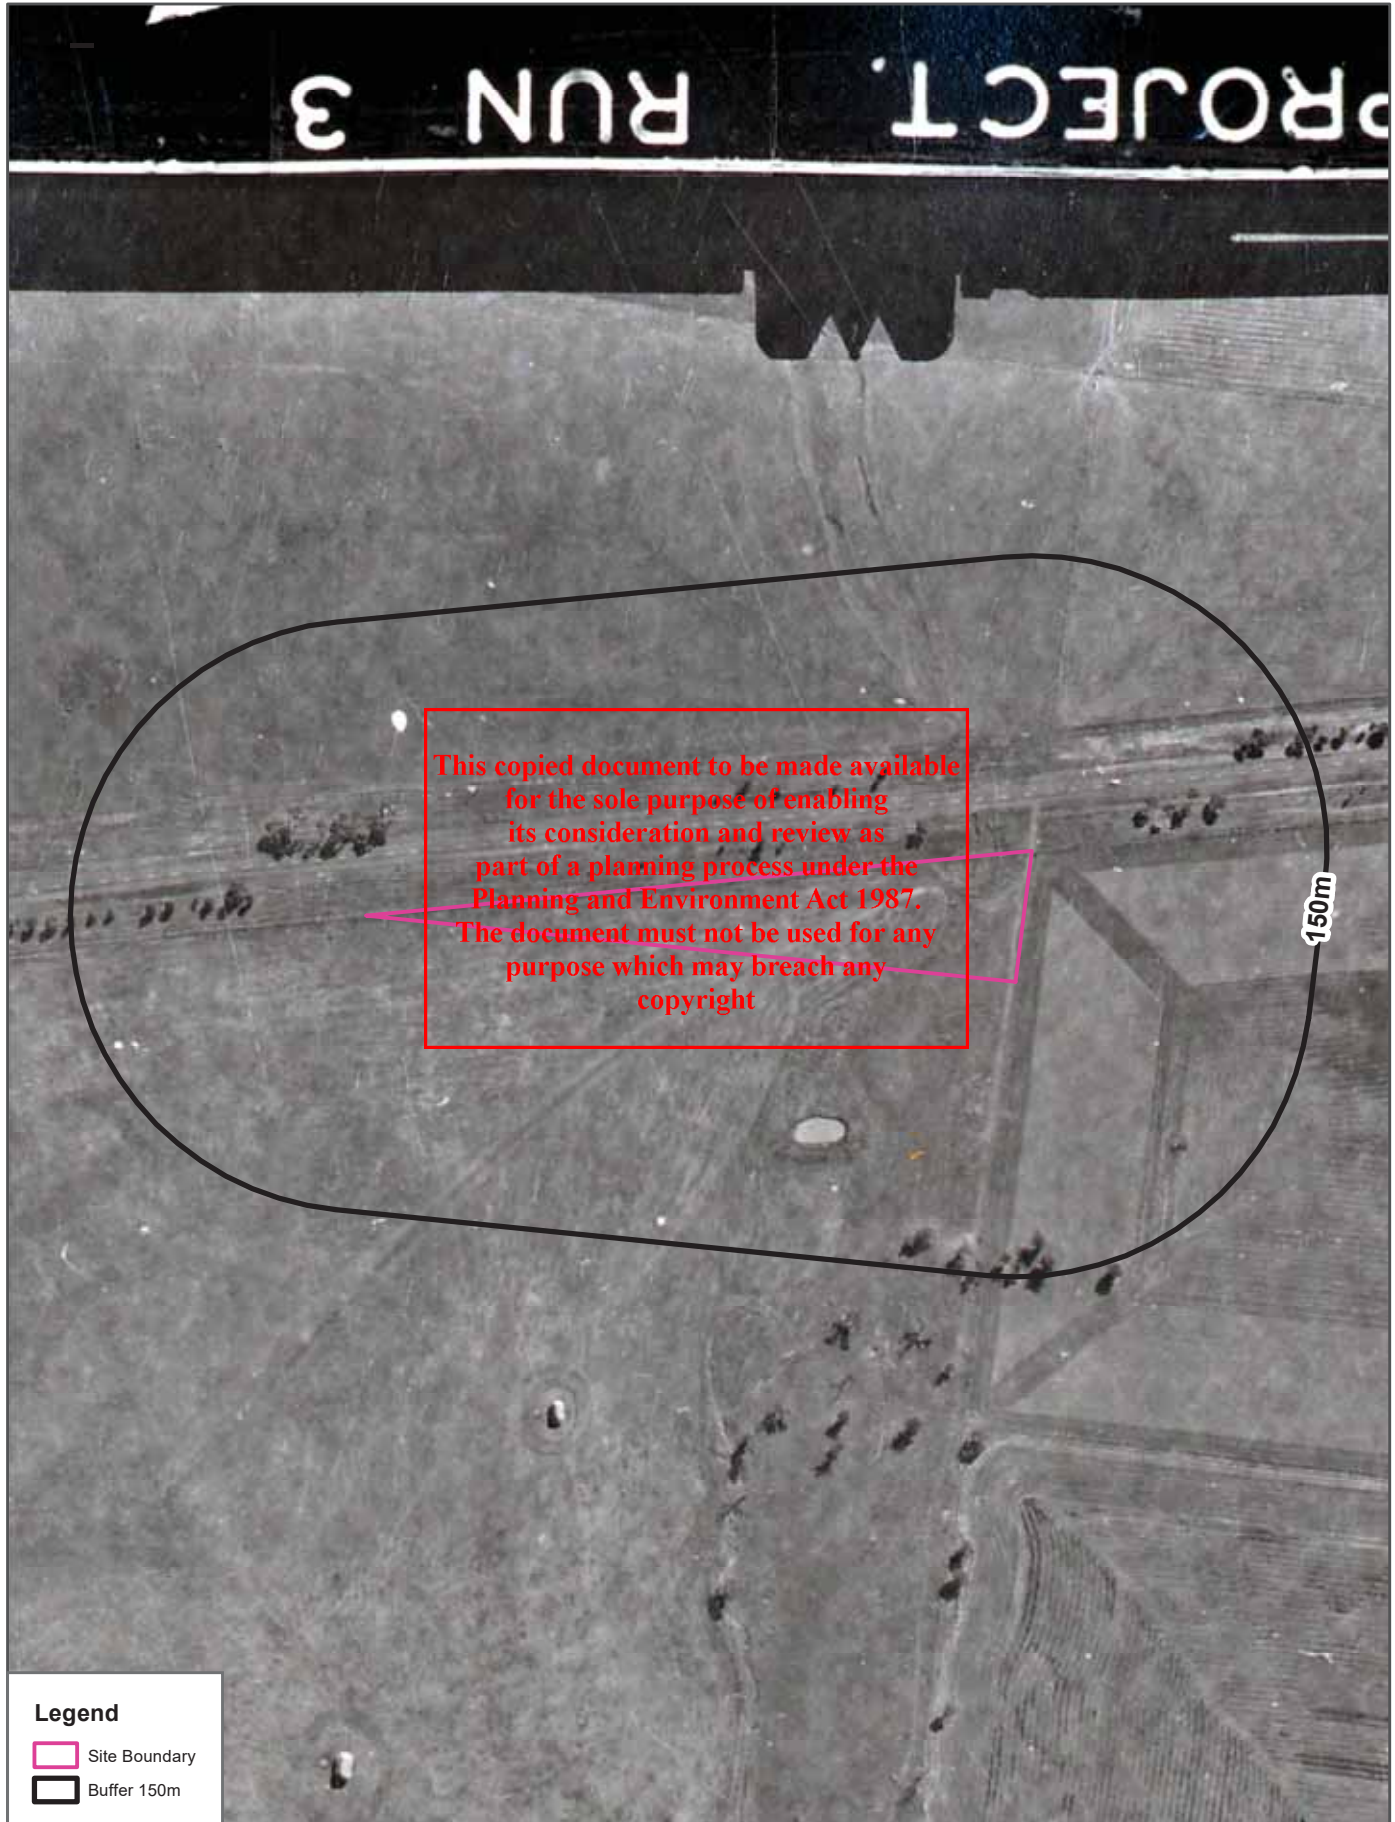 PROJECT. RUN 3
This copied document to be made available
for the sole purpose of enabling
its consideration and review as
part of a planning process under the
Planning and Environment Act 1987.
The document must not be used for any
purpose which may breach any
copyright
150m
Legend
Site Boundary
Buffer 150m